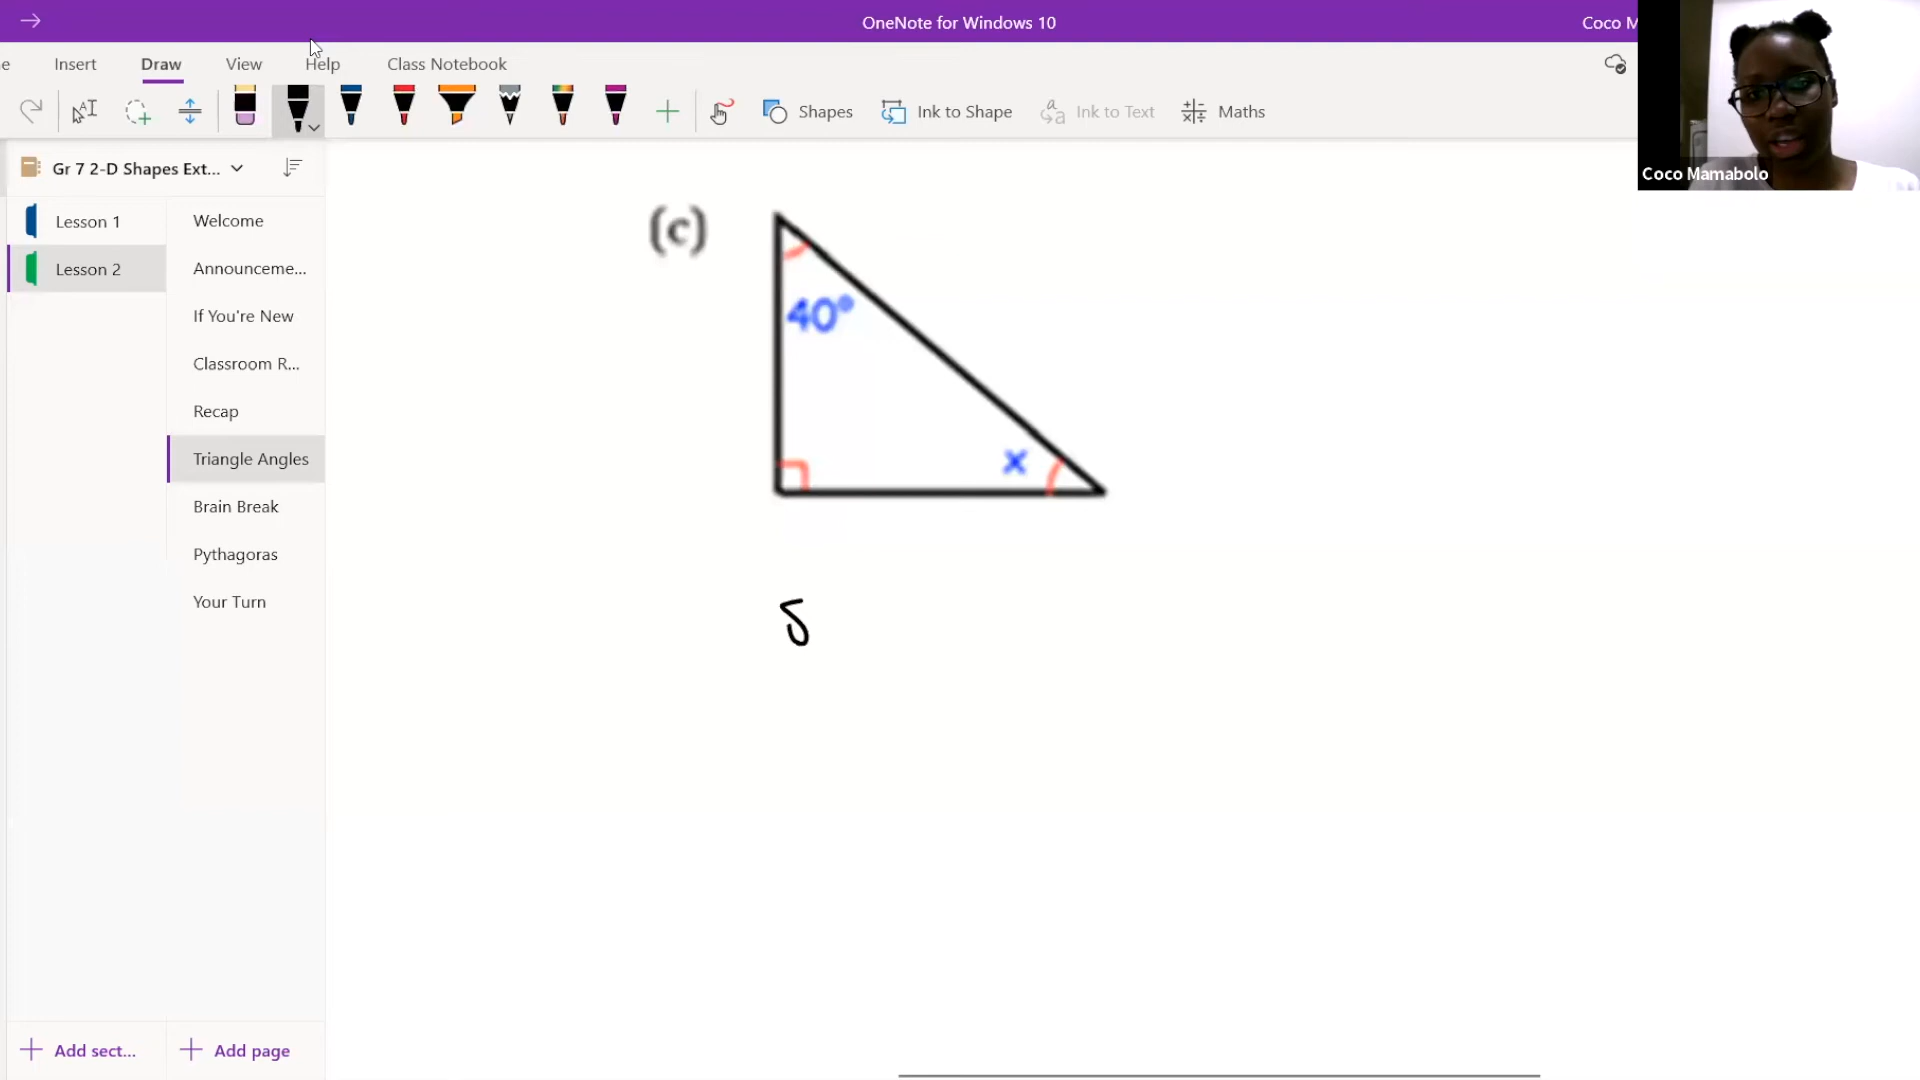 OneNote for Windows 10
Coco M
e
Insert
Draw
View
Help
Class Notebook
Shapes
Ink to Shape
Ink to Text
Maths
Coco Mamabolo
Gr 7 2-D Shapes Ext...
Lesson 1
Lesson 2
Welcome
Announceme...
If You're New
Classroom R...
Recap
Triangle Angles
Brain Break
Pythagoras
Your Turn
(c)
40°
x
Add sect...
Add page